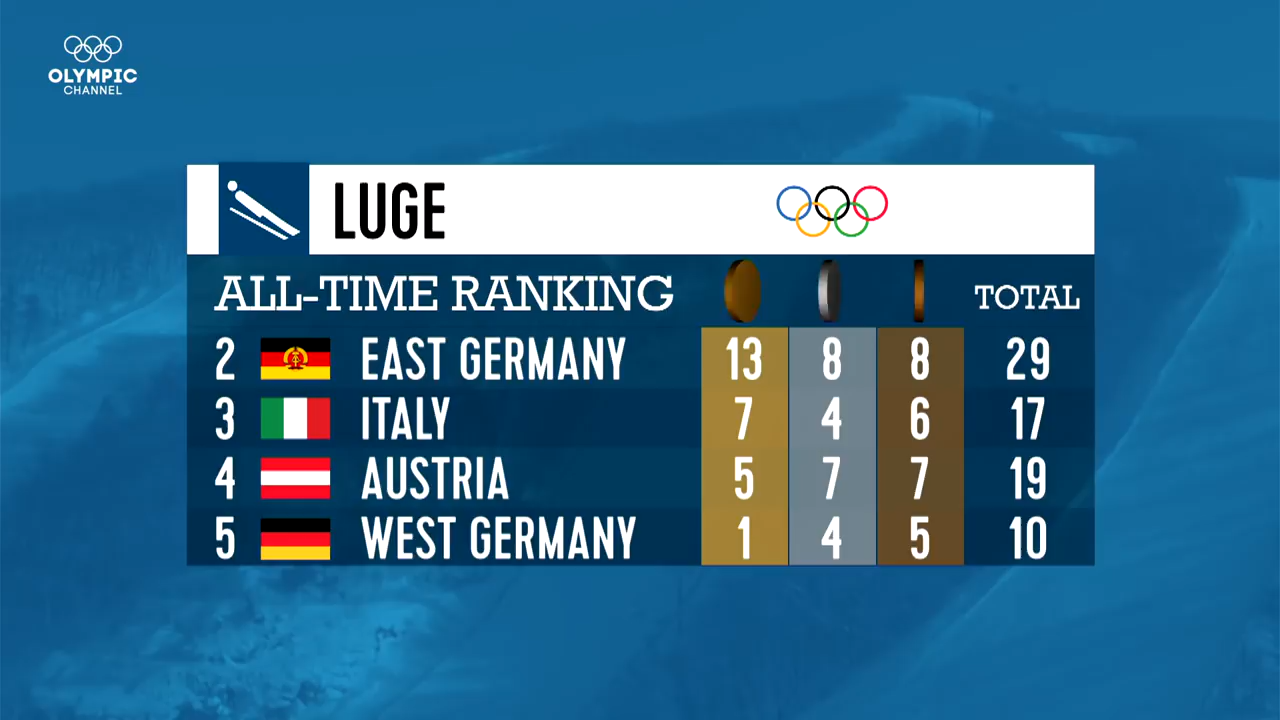 OLYMPIC
CHANNEL
LUGE
ALL-TIME RANKING TOTAL
2 EAST GERMANY 13 8 8 29
3 ITALY 7 4 6 17
4 AUSTRIA 5 7 7 19
5 WEST GERMANY 1 4 5 10